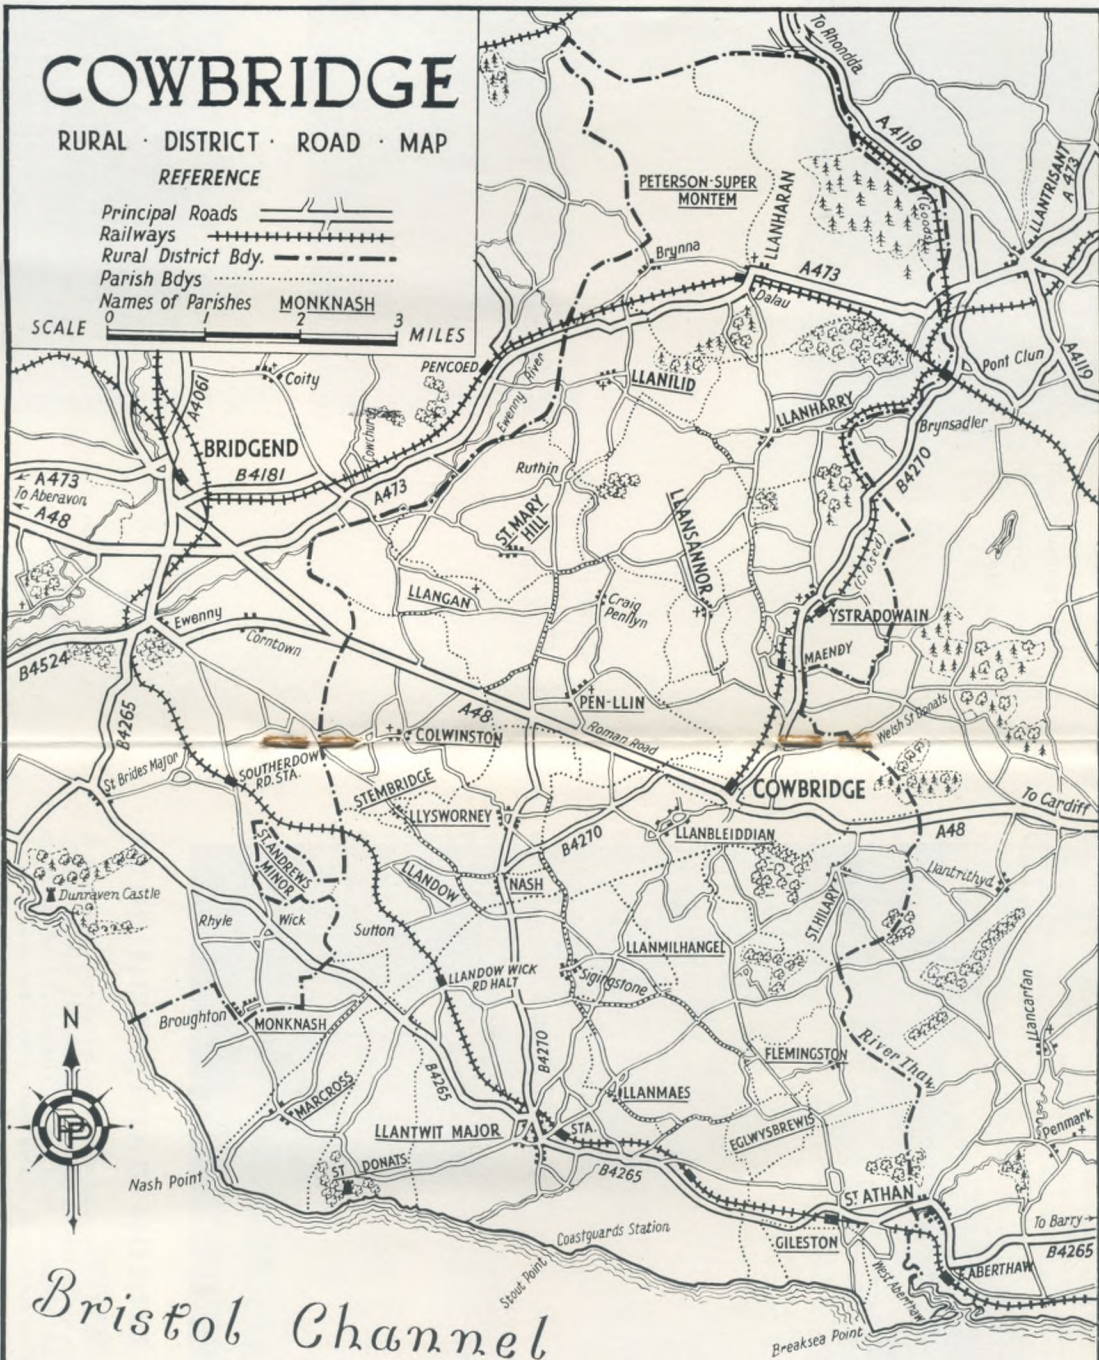 COWBRIDGE
RURAL · DISTRICT · ROAD · MAP
REFERENCE
Principal Roads
Railways
Rural District Bdy.
Parish Bdys
Names of Parishes MONKNASH
SCALE 0 1 2 3 MILES
To Rhondda
A4119
PETERSON-SUPER
MONTEM
LLANHARAN
(Goods)
LLANTRISANT
A 473
Brynna
A473
Dalau
PENCOED
Ewenny River
LLANILID
Pont Clun
A4119
A4061
Coity
LLANHARRY
Brynsadler
BRIDGEND
B4181
Cowchurch
A473
Ruthin
B4270
A473
To Aberavon
A48
ST MARY
HILL
LLANSANNOR
(Closed)
LLANGAN
Craig
Penllyn
YSTRADOWAIN
Ewenny
Corntown
MAENDY
B4524
B4265
A48
PEN-LLIN
Roman Road
Welsh St Donats
COLWINSTON
St Brides Major
SOUTHERDOWN
RD. STA.
STEMBRIDGE
COWBRIDGE
To Cardiff
LLYSWORNEY
B4270
LLANBLEIDDIAN
A48
ST ANDREWS
MINOR
LLANDOW
NASH
Llantrithyd
Dunraven Castle
ST. HILARY
Rhyle
Wick
Sutton
LLANMILHANGEL
LLANDOW WICK
RD HALT
Sigingstone
Llancarfan
N
Broughton
MONKNASH
B4270
River Thaw
FLEMINGSTON
B4265
MARCROSS
LLANMAES
PP
LLANTWIT MAJOR
STA.
EGLWYSBREWIS
Penmark
B4265
Nash Point
ST DONATS
ST ATHAN
To Barry
Coastguards Station
GILESTON
B4265
Stout Point
West Aberthaw
ABERTHAW
Bristol Channel
Breaksea Point